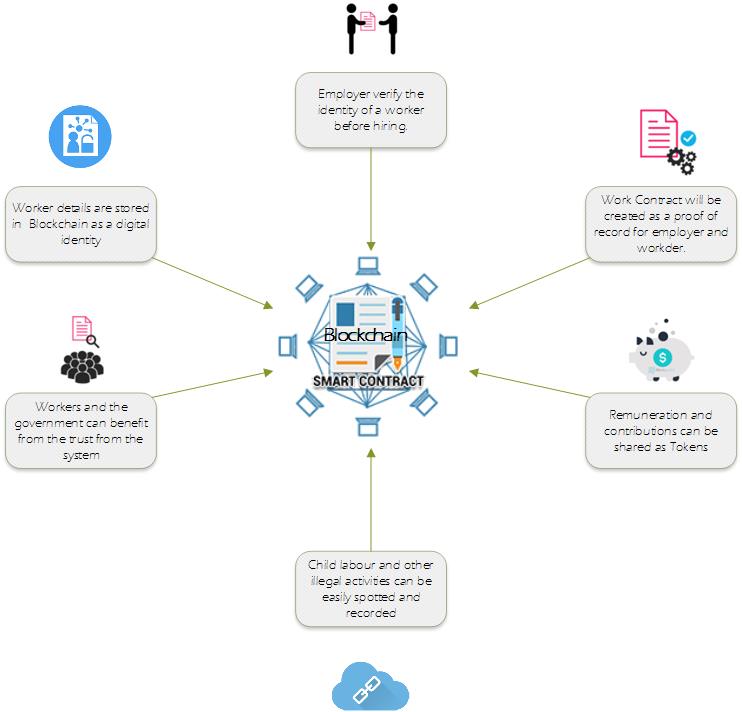 Employer verify the
identity of a worker
before hiring.
Worker details are stored
in Blockchain as a digital
identity
Work Contract will be
created as a proof of
record for employer and
workder.
Blockchain
SMART CONTRACT
$
Workers and the
government can benefit
from the trust from the
system
Remuneration and
contributions can be
shared as Tokens
Child labour and other
illegal activities can be
easily spotted and
recorded